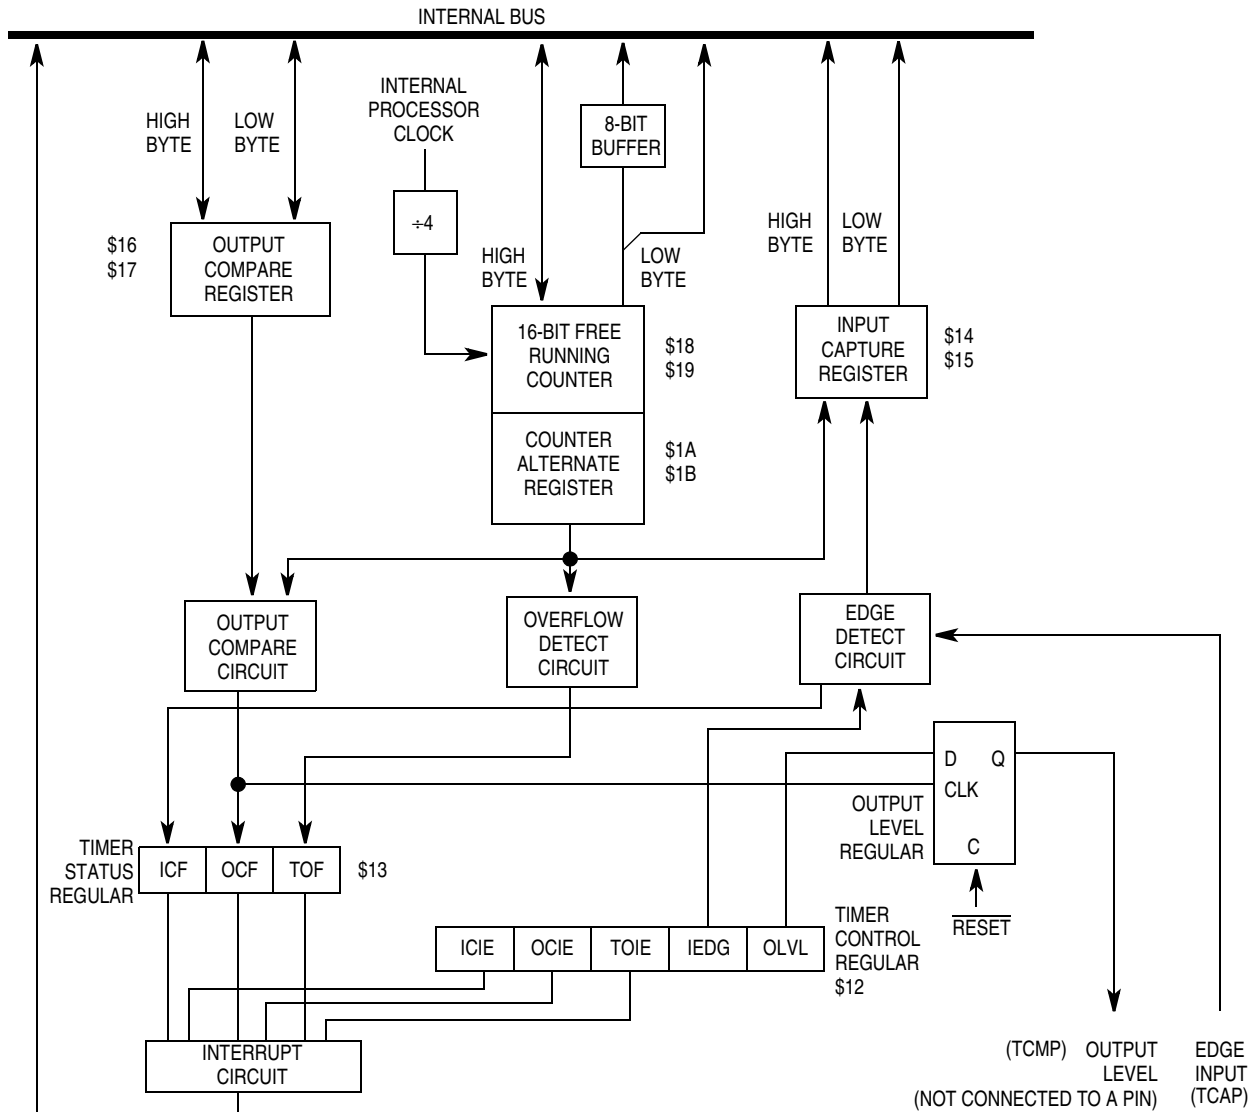 INTERNAL BUS
HIGH
BYTE
LOW
BYTE
INTERNAL
PROCESSOR
CLOCK
÷4
8-BIT
BUFFER
HIGH
BYTE
LOW
BYTE
HIGH
BYTE
LOW
BYTE
$16
$17
OUTPUT
COMPARE
REGISTER
16-BIT FREE
RUNNING
COUNTER
$18
$19
INPUT
CAPTURE
REGISTER
$14
$15
COUNTER
ALTERNATE
REGISTER
$1A
$1B
OUTPUT
COMPARE
CIRCUIT
OVERFLOW
DETECT
CIRCUIT
EDGE
DETECT
CIRCUIT
D Q
CLK
C
OUTPUT
LEVEL
REGULAR
RESET
TIMER
STATUS
REGULAR
ICF OCF TOF $13
ICIE OCIE TOIE IEDG OLVL
TIMER
CONTROL
REGULAR
$12
INTERRUPT
CIRCUIT
(TCMP) OUTPUT
LEVEL
(NOT CONNECTED TO A PIN)
EDGE
INPUT
(TCAP)